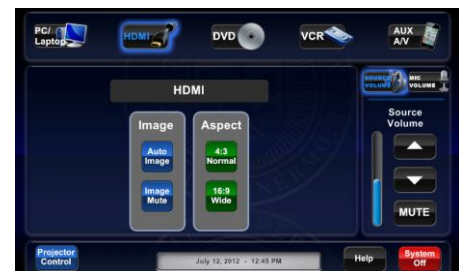 PC/
Laptop
HDMI
DVD
VCR
AUX
A/V
HDMI
Image
Aspect
Auto
Image
4:3
Normal
Image
Mute
16:9
Wide
SOURCE
VOLUME
MIC
VOLUME
Source
Volume
MUTE
Projector
Control
July 12, 2012 - 12:45 PM
Help
System
Off